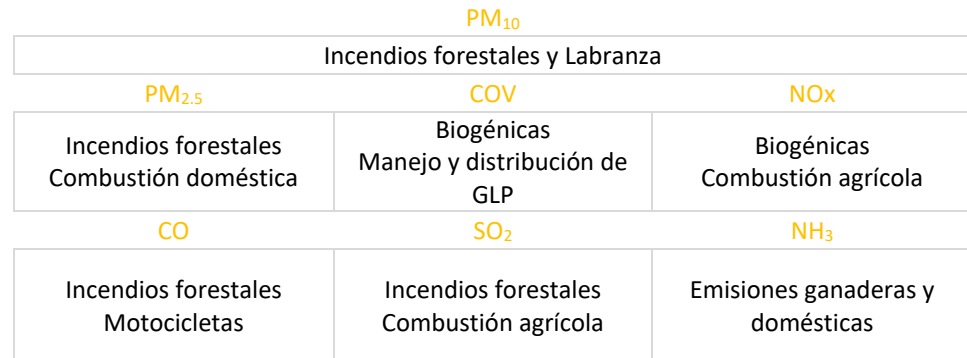 PM₁₀
Incendios forestales y Labranza
PM₂.₅ COV NOx
Incendios forestales
Combustión doméstica
Biogénicas
Manejo y distribución de
GLP
Biogénicas
Combustión agrícola
CO SO₂ NH₃
Incendios forestales
Motocicletas
Incendios forestales
Combustión agrícola
Emisiones ganaderas y
domésticas